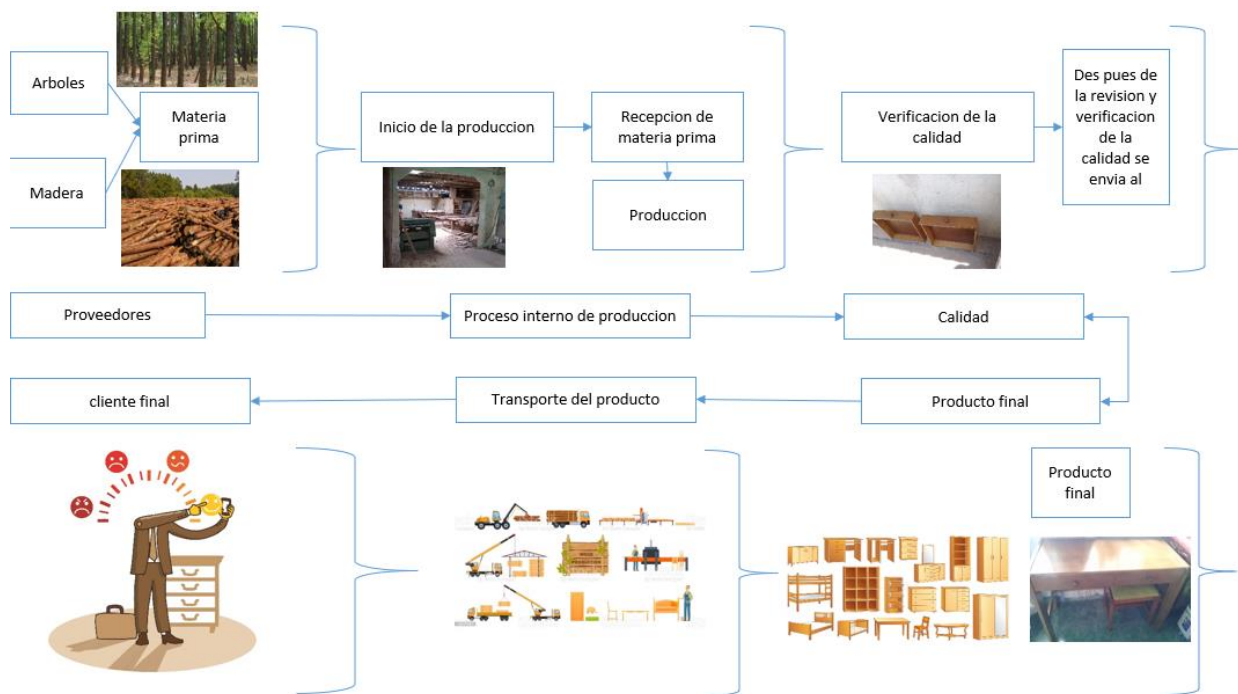 Arboles
Materia
prima
Madera
Inicio de la produccion
Recepcion de
materia prima
Produccion
Verificacion de la
calidad
Des pues de
la revision y
verificacion
de la
calidad se
envia al
Proveedores
Proceso interno de produccion
Calidad
cliente final
Transporte del producto
Producto final
Producto
final